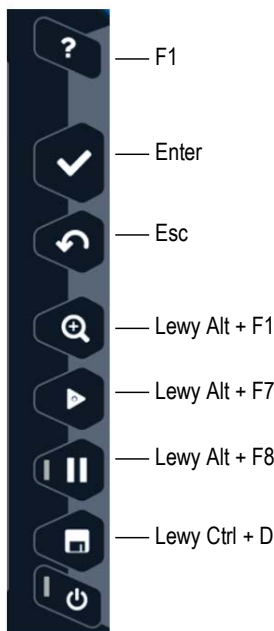 ?
F1
Enter
Esc
Lewy Alt + F1
Lewy Alt + F7
Lewy Alt + F8
Lewy Ctrl + D